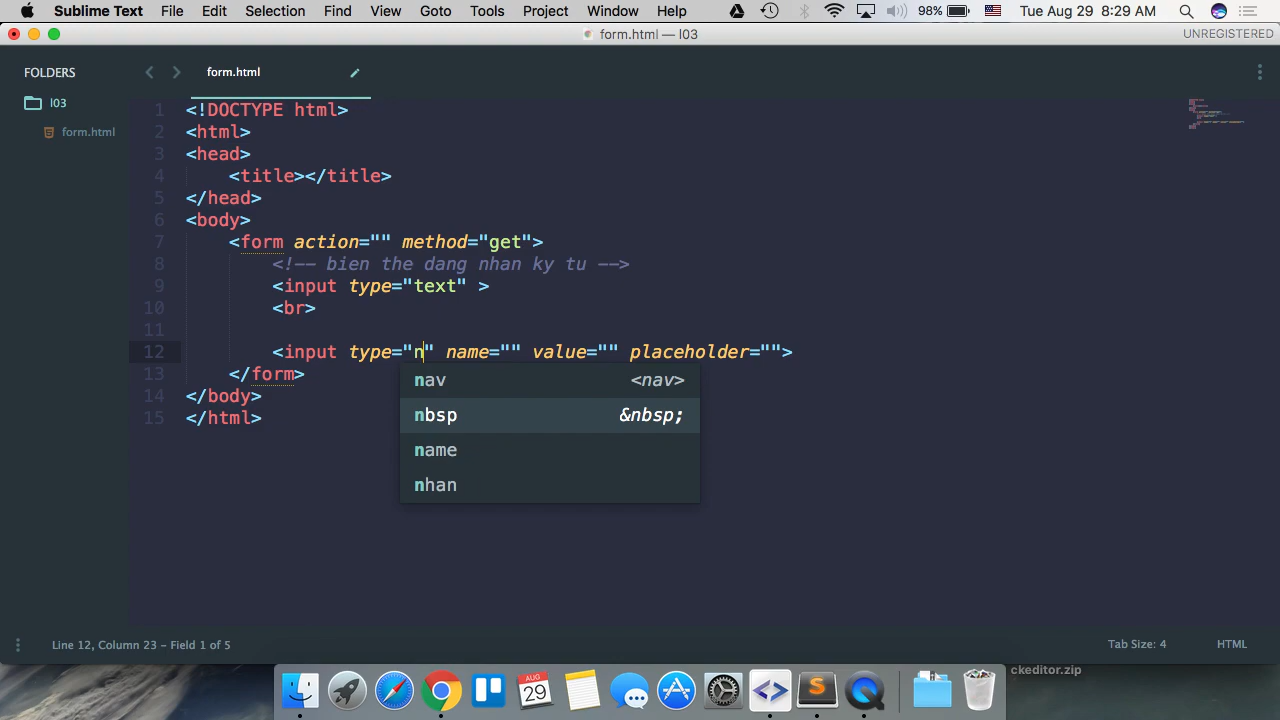 Sublime Text File Edit Selection Find View Goto Tools Project Window Help 98% Tue Aug 29 8:29 AM
form.html — l03 UNREGISTERED
FOLDERS
l03
form.html
form.html
1 <!DOCTYPE html>
2 <html>
3 <head>
4 <title></title>
5 </head>
6 <body>
7 <form action="" method="get">
8 <!-- bien the dang nhan ky tu -->
9 <input type="text" >
10 <br>
11
12 <input type="n" name="" value="" placeholder="">
13 </form>
14 </body>
15 </html>
nav <nav>
nbsp &nbsp;
name
nhan
Line 12, Column 23 – Field 1 of 5 Tab Size: 4 HTML
ckeditor.zip
AUG
29